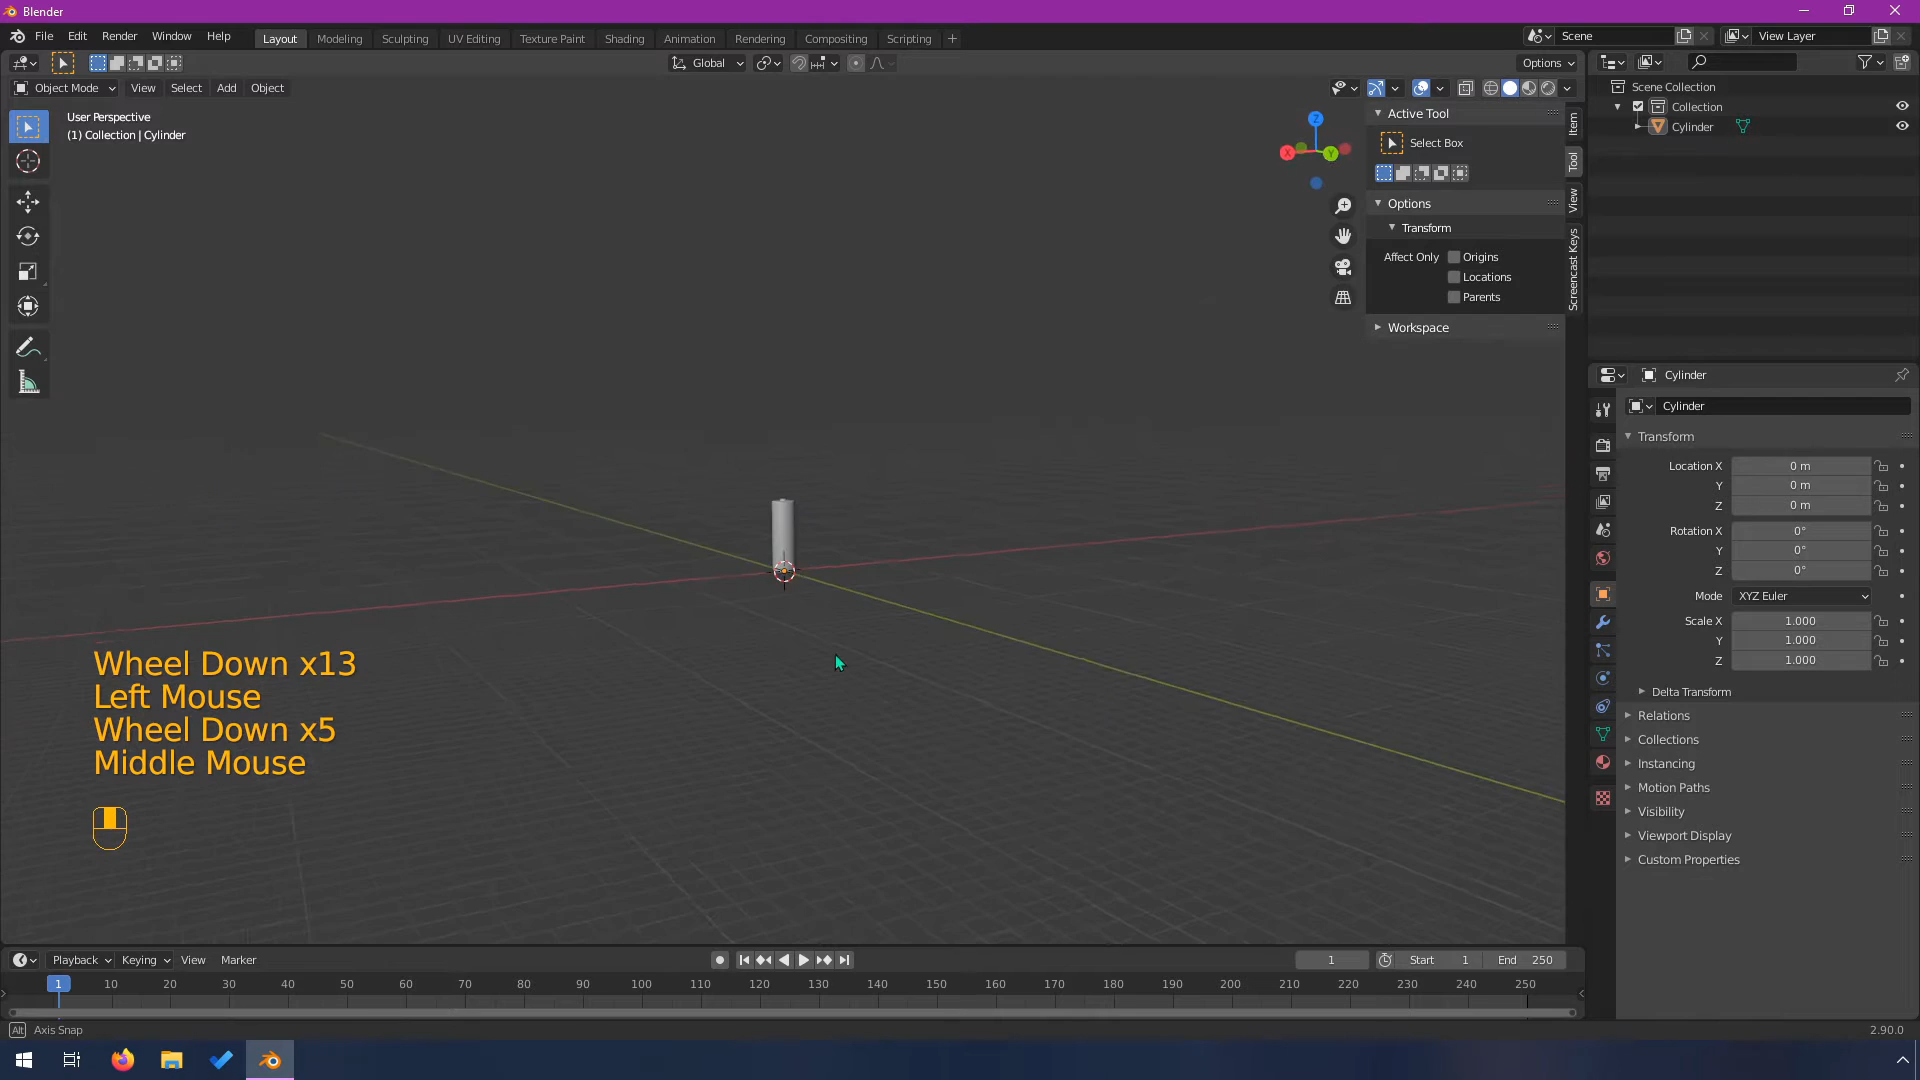 Blender
File Edit Render Window Help
Layout Modeling Sculpting UV Editing Texture Paint Shading Animation Rendering Compositing Scripting +
Scene
View Layer
Global
Options
Object Mode View Select Add Object
User Perspective
(1) Collection | Cylinder
Z
X
Y
Active Tool
Select Box
Options
Transform
Affect Only Origins
Locations
Parents
Workspace
Item
Tool
View
Screencast Keys
Scene Collection
Collection
Cylinder
Cylinder
Cylinder
Transform
Location X 0 m
Y 0 m
Z 0 m
Rotation X 0°
Y 0°
Z 0°
Mode XYZ Euler
Scale X 1.000
Y 1.000
Z 1.000
Delta Transform
Relations
Collections
Instancing
Motion Paths
Visibility
Viewport Display
Custom Properties
Wheel Down x13
Left Mouse
Wheel Down x5
Middle Mouse
Playback Keying View Marker
1 Start 1 End 250
1 10 20 30 40 50 60 70 80 90 100 110 120 130 140 150 160 170 180 190 200 210 220 230 240 250
Alt Axis Snap
2.90.0